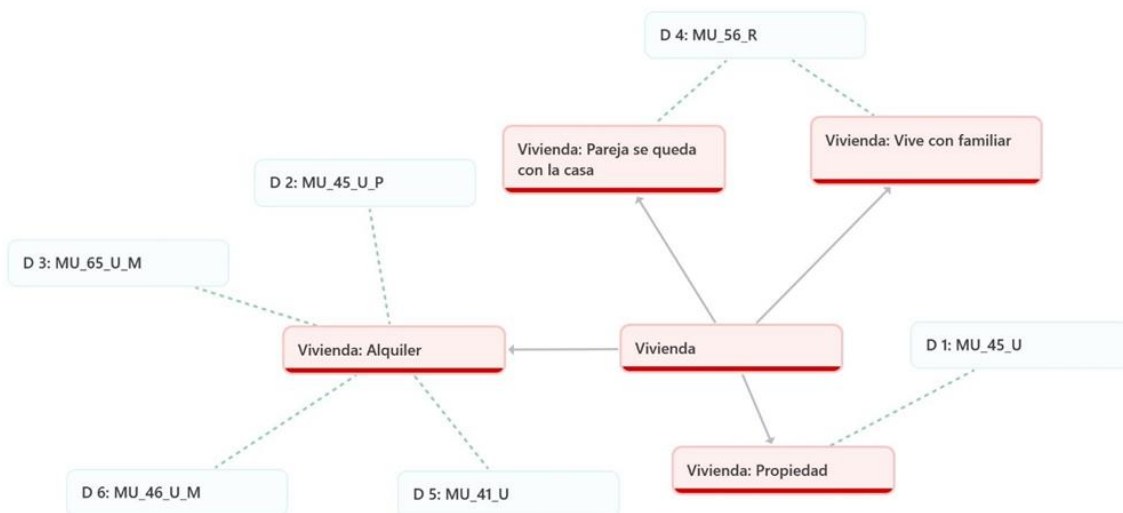 D 4: MU_56_R
Vivienda: Pareja se queda
con la casa
Vivienda: Vive con familiar
D 2: MU_45_U_P
D 3: MU_65_U_M
Vivienda: Alquiler
Vivienda
D 1: MU_45_U
Vivienda: Propiedad
D 6: MU_46_U_M
D 5: MU_41_U